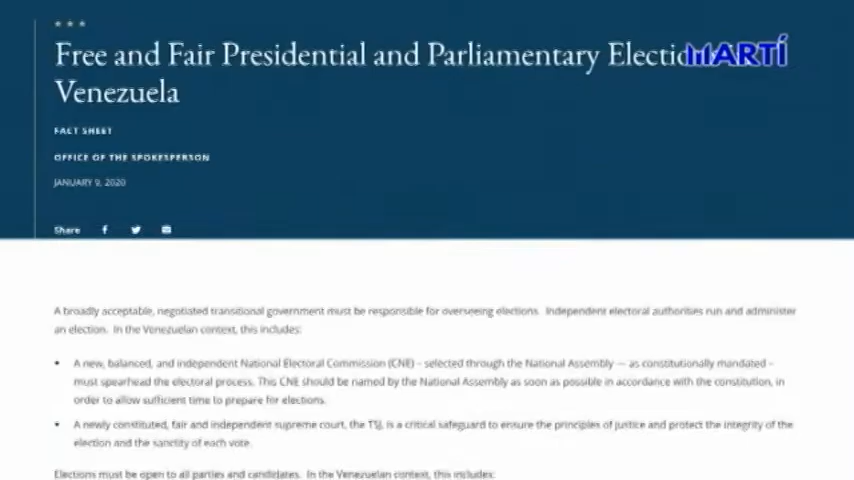 Free and Fair Presidential and Parliamentary Electio
MARTÍ
Venezuela
FACT SHEET
OFFICE OF THE SPOKESPERSON
JANUARY 9, 2020
Share
A broadly acceptable, negotiated transitional government must be responsible for overseeing elections. Independent electoral authorities run and administer
an election. In the Venezuelan context, this includes:
• A new, balanced, and independent National Electoral Commission (CNE) – selected through the National Assembly — as constitutionally mandated –
must spearhead the electoral process. This CNE should be named by the National Assembly as soon as possible in accordance with the constitution, in
order to allow sufficient time to prepare for elections.
• A newly constituted, fair and independent supreme court, the TSJ, is a critical safeguard to ensure the principles of justice and protect the integrity of the
election and the sanctity of each vote.
Elections must be open to all parties and candidates. In the Venezuelan context, this includes: